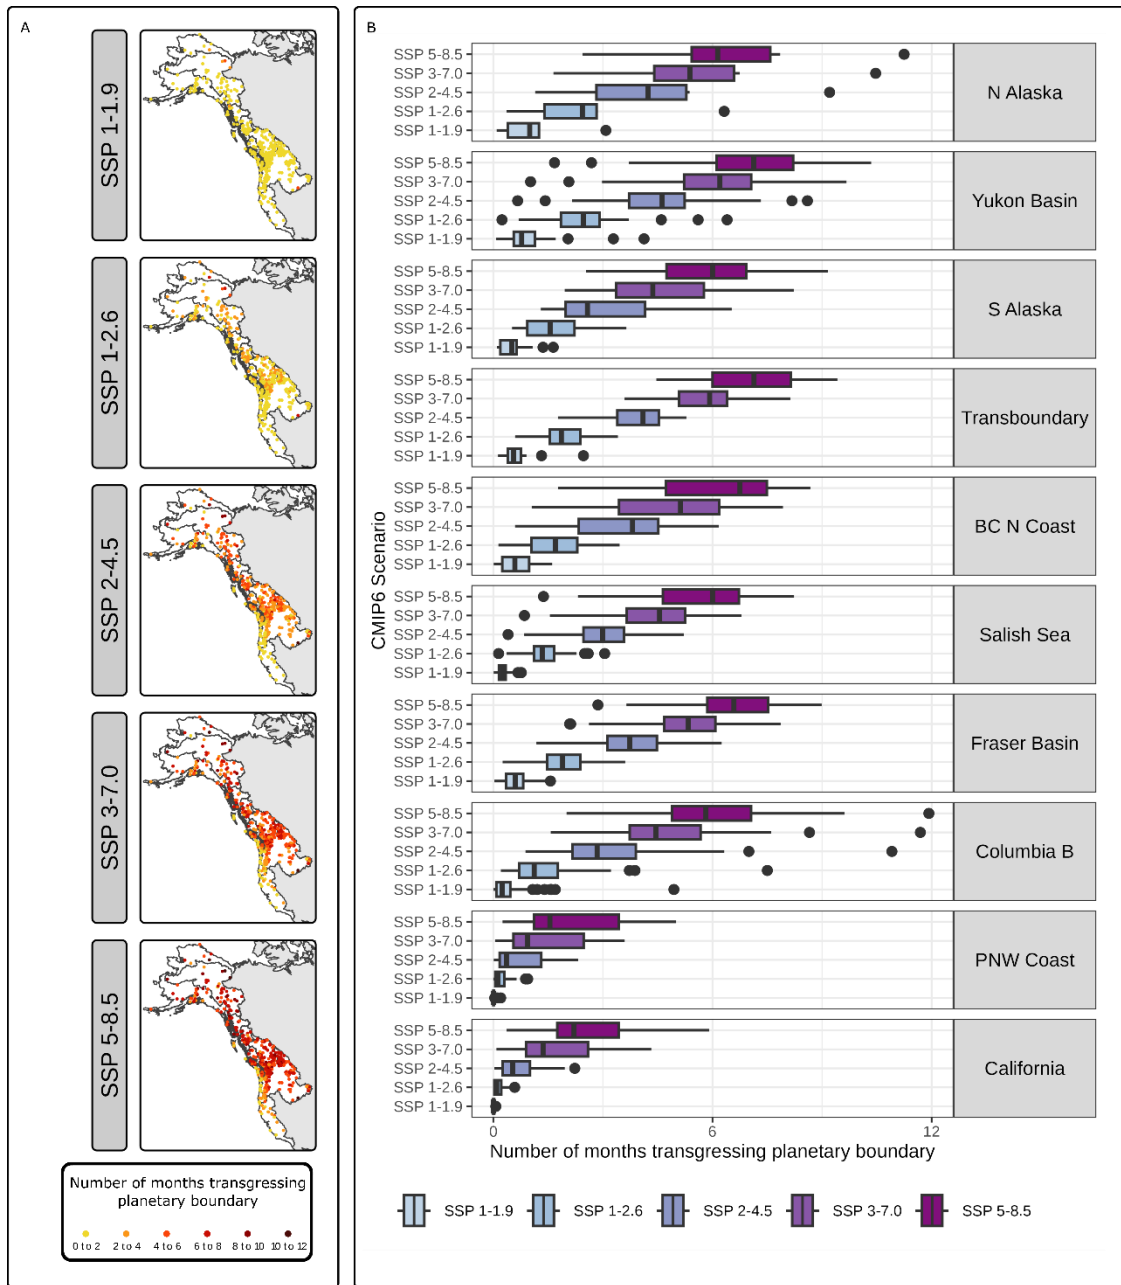 A
SSP 1-1.9
SSP 1-2.6
SSP 2-4.5
SSP 3-7.0
SSP 5-8.5
Number of months transgressing
planetary boundary
0 to 2 2 to 4 4 to 6 6 to 8 8 to 10 10 to 12
B
CMIP6 Scenario
SSP 5-8.5
SSP 3-7.0
SSP 2-4.5
SSP 1-2.6
SSP 1-1.9
N Alaska
SSP 5-8.5
SSP 3-7.0
SSP 2-4.5
SSP 1-2.6
SSP 1-1.9
Yukon Basin
SSP 5-8.5
SSP 3-7.0
SSP 2-4.5
SSP 1-2.6
SSP 1-1.9
S Alaska
SSP 5-8.5
SSP 3-7.0
SSP 2-4.5
SSP 1-2.6
SSP 1-1.9
Transboundary
SSP 5-8.5
SSP 3-7.0
SSP 2-4.5
SSP 1-2.6
SSP 1-1.9
BC N Coast
SSP 5-8.5
SSP 3-7.0
SSP 2-4.5
SSP 1-2.6
SSP 1-1.9
Salish Sea
SSP 5-8.5
SSP 3-7.0
SSP 2-4.5
SSP 1-2.6
SSP 1-1.9
Fraser Basin
SSP 5-8.5
SSP 3-7.0
SSP 2-4.5
SSP 1-2.6
SSP 1-1.9
Columbia B
SSP 5-8.5
SSP 3-7.0
SSP 2-4.5
SSP 1-2.6
SSP 1-1.9
PNW Coast
SSP 5-8.5
SSP 3-7.0
SSP 2-4.5
SSP 1-2.6
SSP 1-1.9
California
0 6 12
Number of months transgressing planetary boundary
SSP 1-1.9 SSP 1-2.6 SSP 2-4.5 SSP 3-7.0 SSP 5-8.5